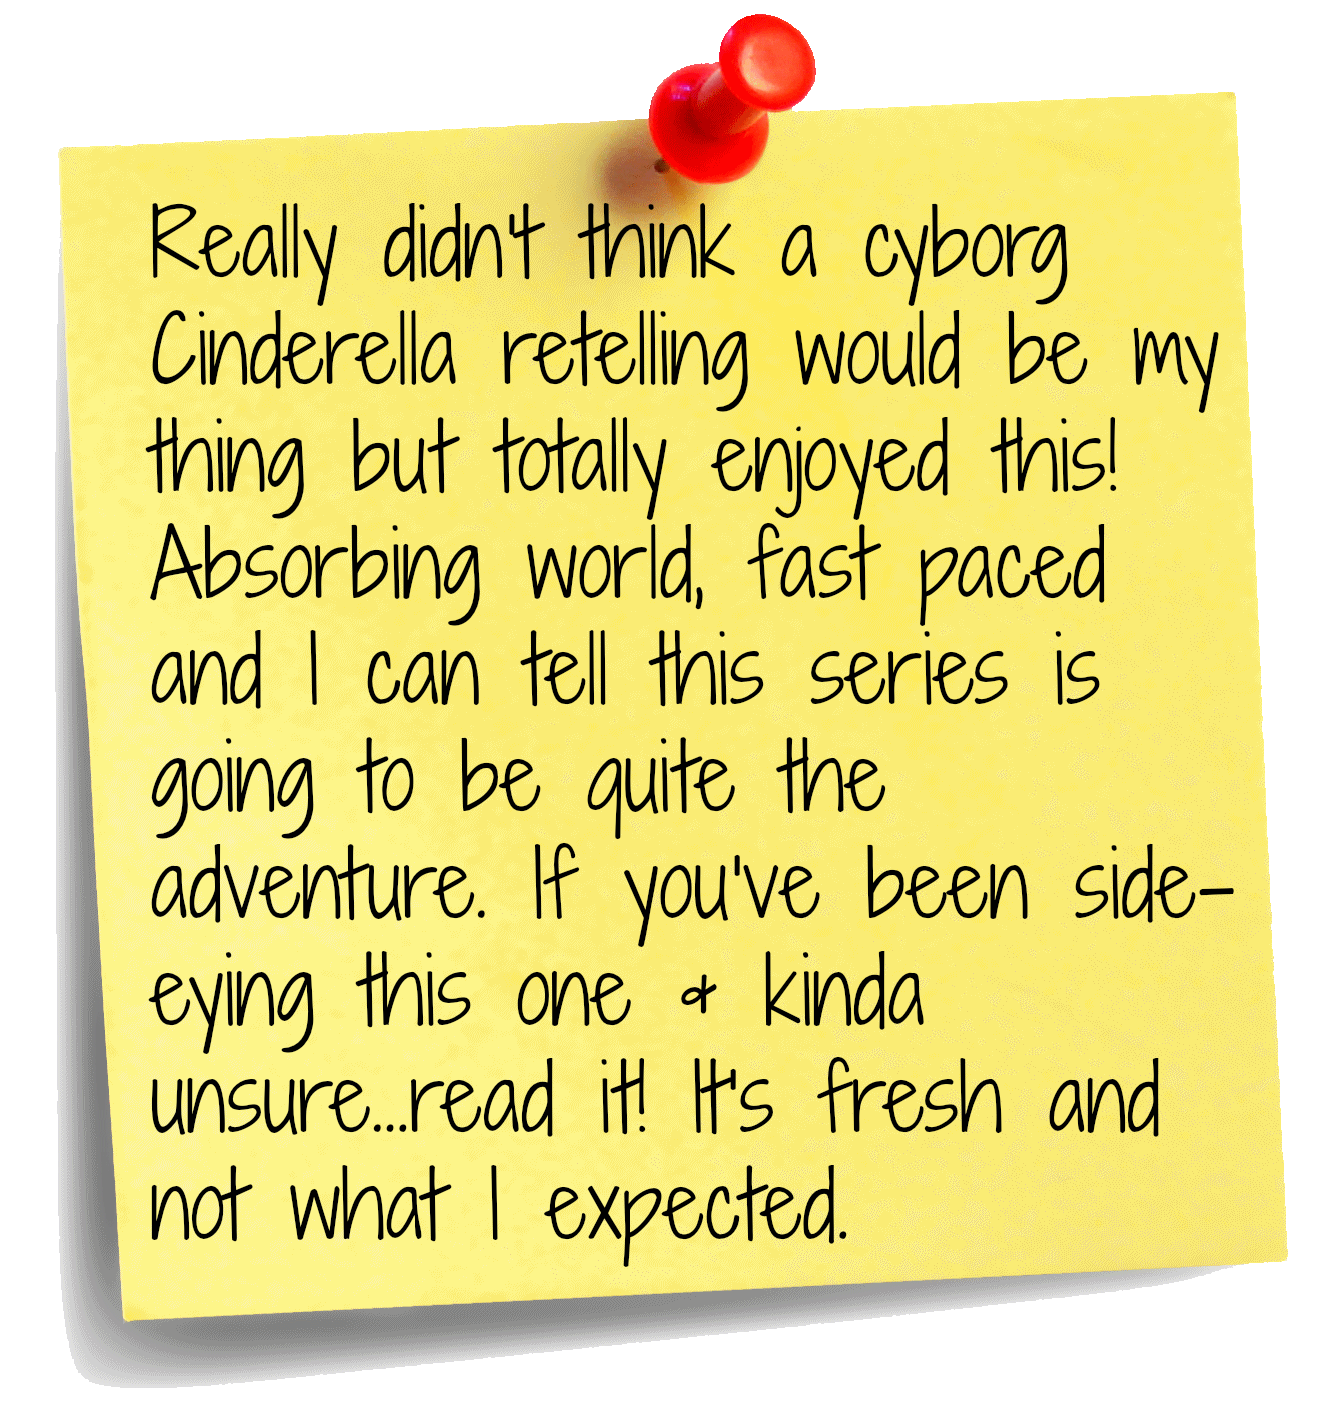 Really didn't think a cyborg
Cinderella retelling would be my
thing but totally enjoyed this!
Absorbing world, fast paced
and I can tell this series is
going to be quite the
adventure. If you've been side-
eying this one & kinda
unsure...read it! It's fresh and
not what I expected.